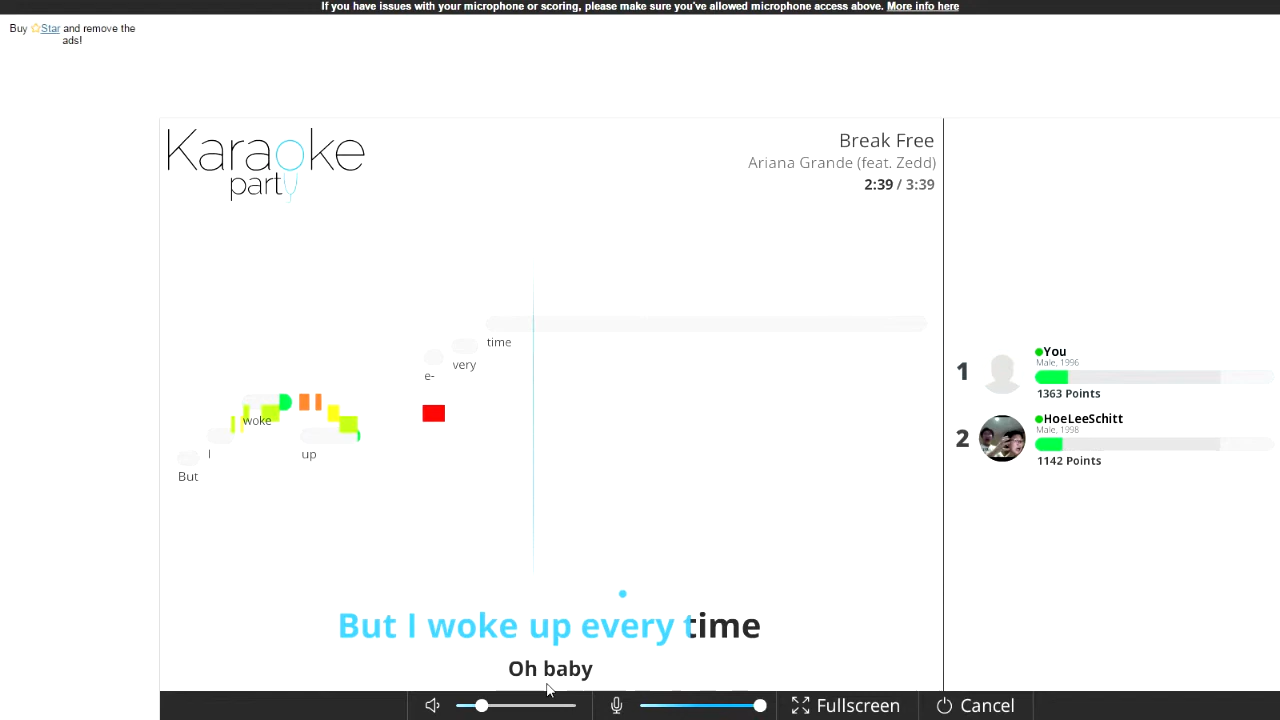 If you have issues with your microphone or scoring, please make sure you've allowed microphone access above. More info here
Buy Star and remove the
ads!
Karaoke
party
Break Free
Ariana Grande (feat. Zedd)
2:39 / 3:39
time
very
e-
woke
I
up
But
1
You
Male, 1996
1363 Points
2
HoeLeeSchitt
Male, 1998
1142 Points
But I woke up every time
Oh baby
Fullscreen
Cancel